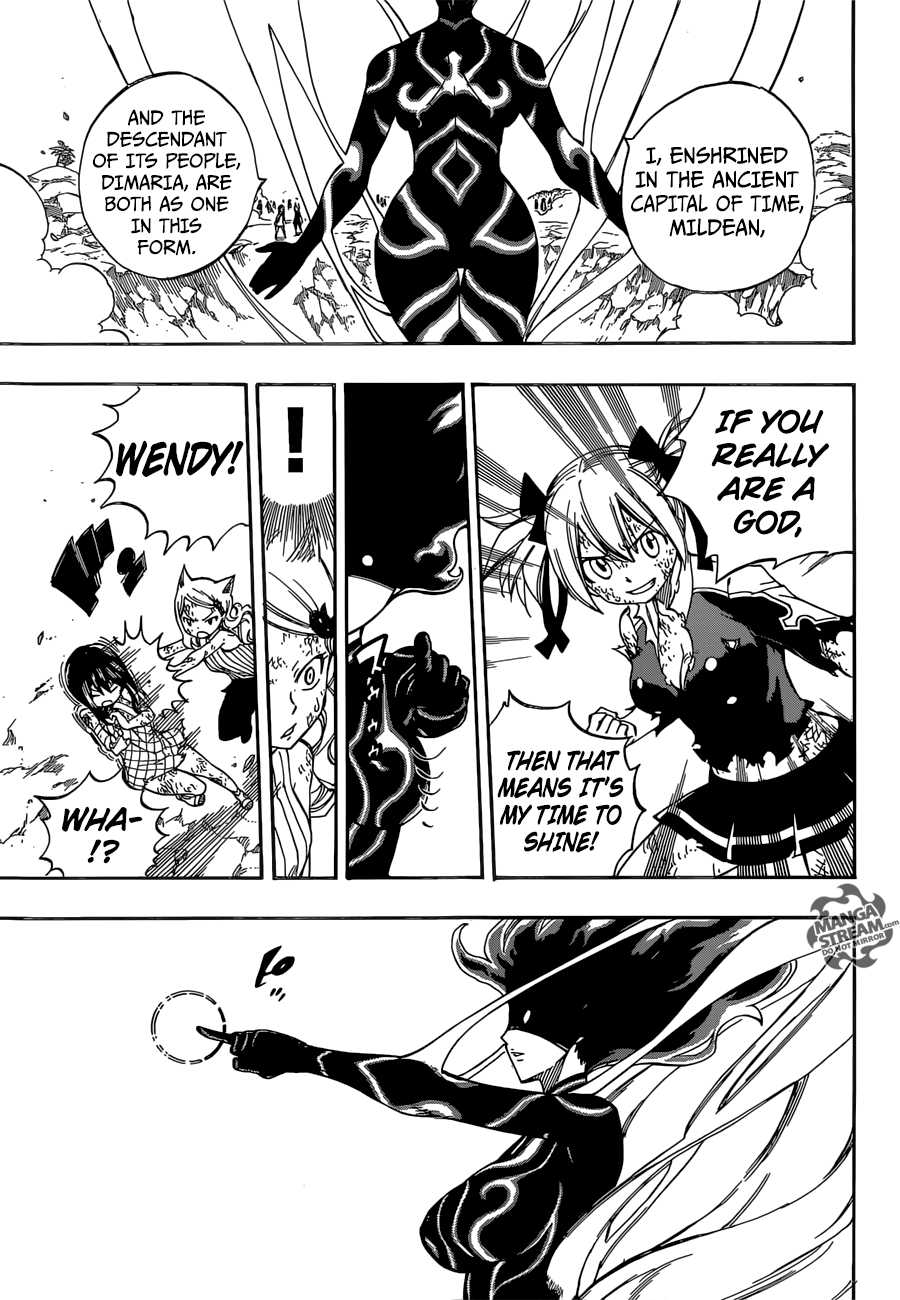 I, ENSHRINED
IN THE ANCIENT
CAPITAL OF TIME,
MILDEAN,
AND THE
DESCENDANT
OF ITS PEOPLE,
DIMARIA, ARE
BOTH AS ONE
IN THIS
FORM.
IF YOU
REALLY
ARE A
GOD,
THEN THAT
MEANS IT'S
MY TIME TO
SHINE!
!
WENDY!
WHA-
!?
MANGA
STREAM.com
DO NOT MIRROR